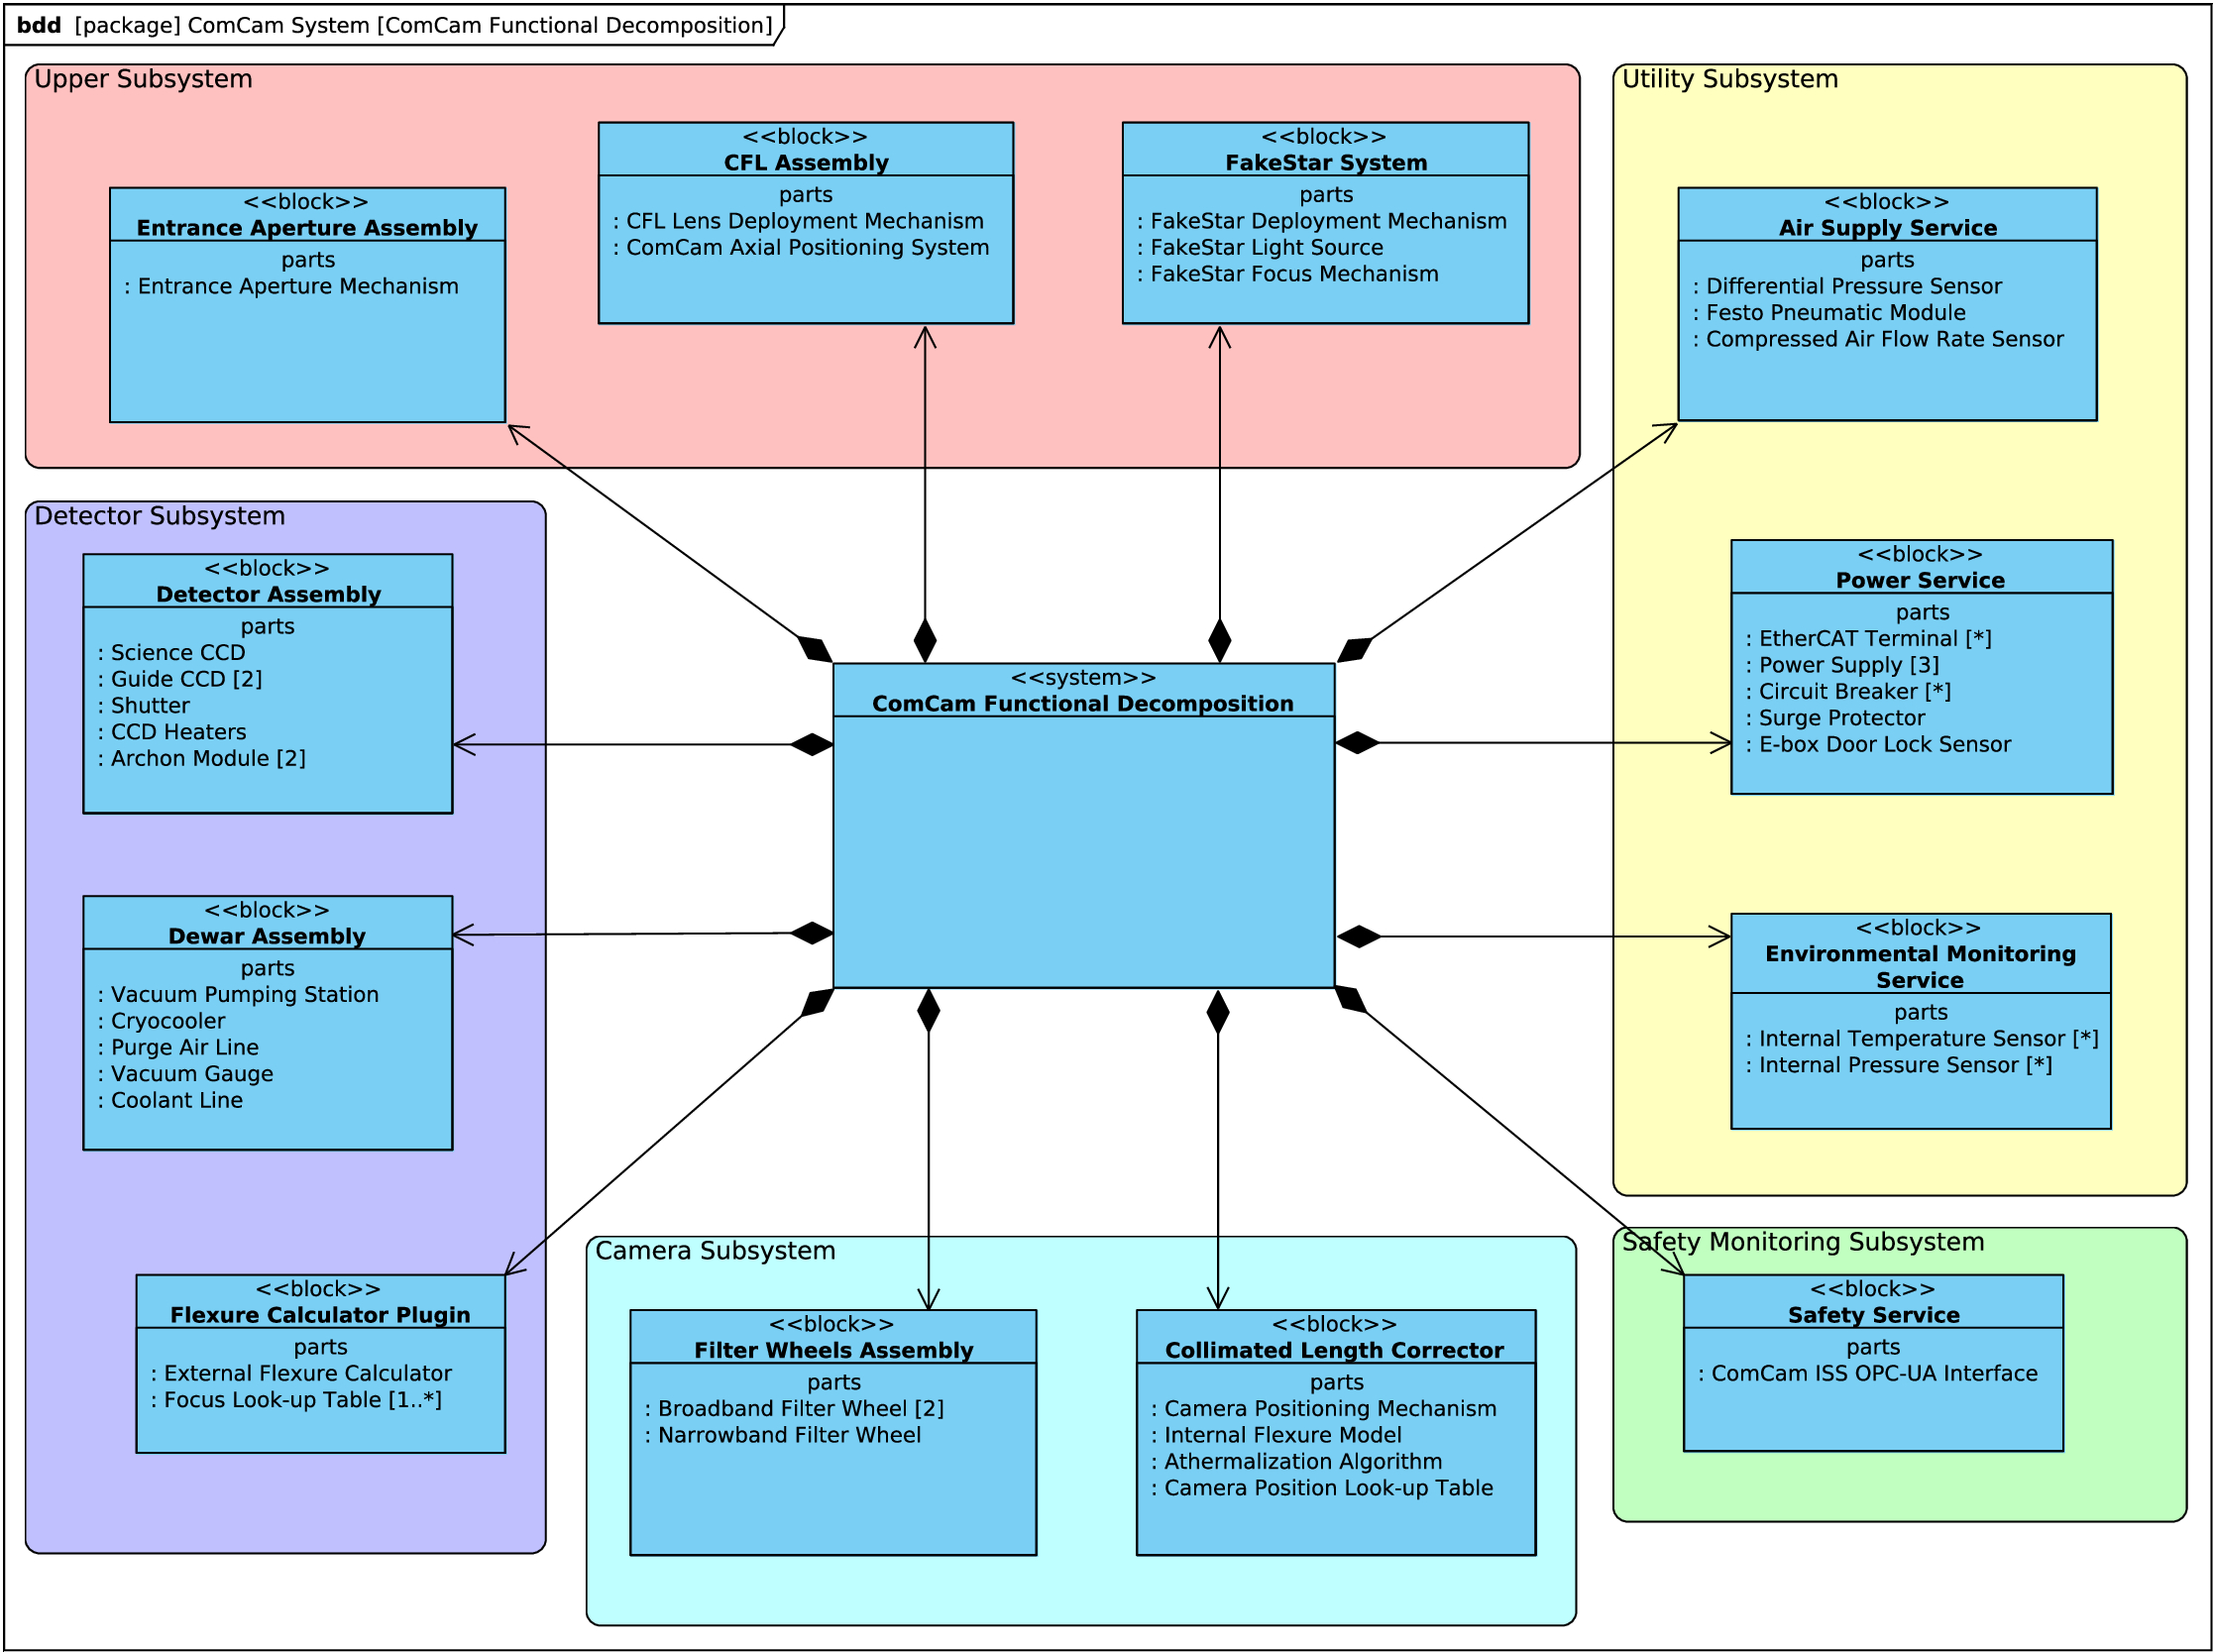 bdd [package] ComCam System [ComCam Functional Decomposition]
Upper Subsystem
<<block>>
Entrance Aperture Assembly
parts
: Entrance Aperture Mechanism
<<block>>
CFL Assembly
parts
: CFL Lens Deployment Mechanism
: ComCam Axial Positioning System
<<block>>
FakeStar System
parts
: FakeStar Deployment Mechanism
: FakeStar Light Source
: FakeStar Focus Mechanism
Utility Subsystem
<<block>>
Air Supply Service
parts
: Differential Pressure Sensor
: Festo Pneumatic Module
: Compressed Air Flow Rate Sensor
<<block>>
Power Service
parts
: EtherCAT Terminal [*]
: Power Supply [3]
: Circuit Breaker [*]
: Surge Protector
: E-box Door Lock Sensor
<<block>>
Environmental Monitoring
Service
parts
: Internal Temperature Sensor [*]
: Internal Pressure Sensor [*]
Detector Subsystem
<<block>>
Detector Assembly
parts
: Science CCD
: Guide CCD [2]
: Shutter
: CCD Heaters
: Archon Module [2]
<<block>>
Dewar Assembly
parts
: Vacuum Pumping Station
: Cryocooler
: Purge Air Line
: Vacuum Gauge
: Coolant Line
<<block>>
Flexure Calculator Plugin
parts
: External Flexure Calculator
: Focus Look-up Table [1..*]
<<system>>
ComCam Functional Decomposition
Camera Subsystem
<<block>>
Filter Wheels Assembly
parts
: Broadband Filter Wheel [2]
: Narrowband Filter Wheel
<<block>>
Collimated Length Corrector
parts
: Camera Positioning Mechanism
: Internal Flexure Model
: Athermalization Algorithm
: Camera Position Look-up Table
Safety Monitoring Subsystem
<<block>>
Safety Service
parts
: ComCam ISS OPC-UA Interface